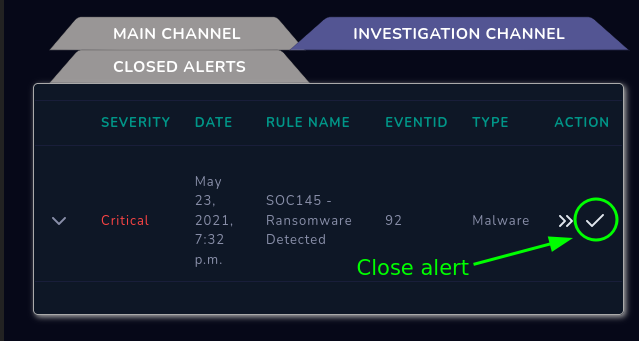 MAIN CHANNEL
INVESTIGATION CHANNEL
CLOSED ALERTS
SEVERITY DATE RULE NAME EVENTID TYPE ACTION
Critical
May
23,
2021,
7:32
p.m.
SOC145 -
Ransomware
Detected
92
Malware
Close alert